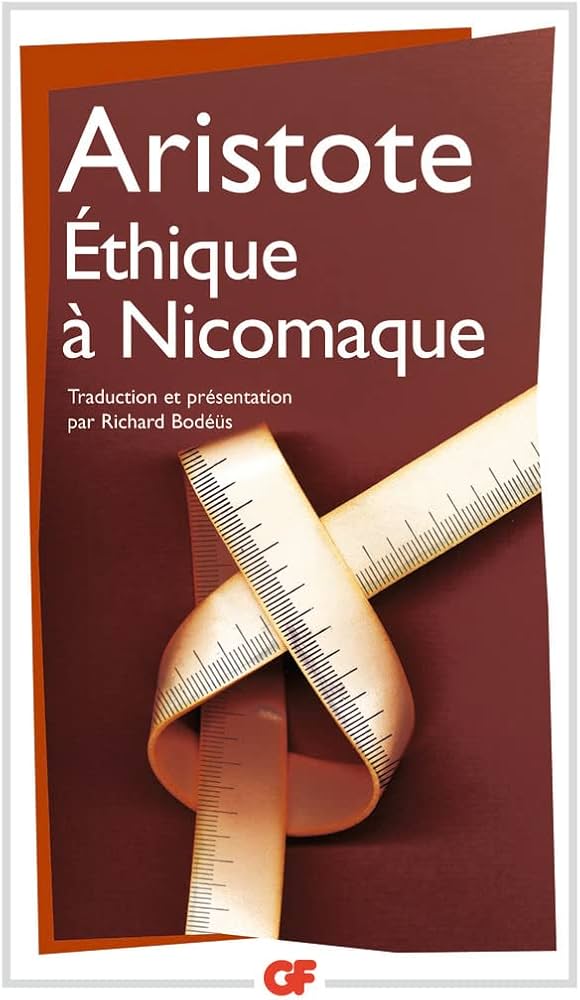 Aristote
Éthique
à Nicomaque
Traduction et présentation
par Richard Bodéüs
GF